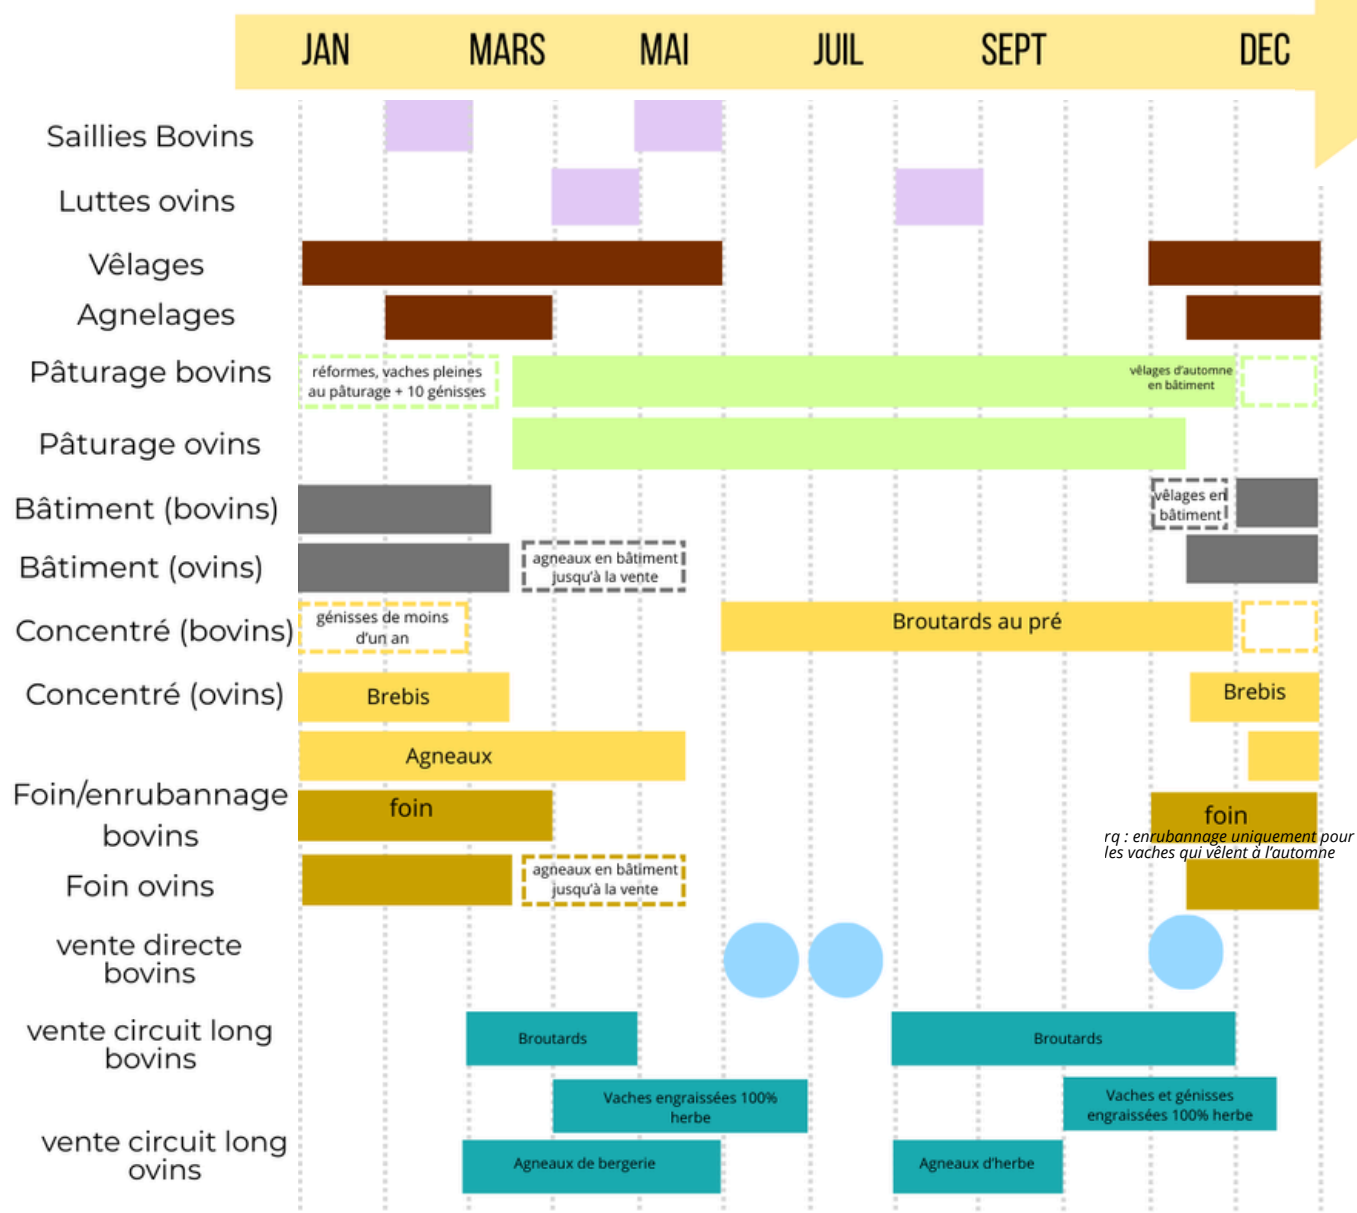 JAN MARS MAI JUIL SEPT DEC
Saillies Bovins
Luttes ovins
Vêlages
Agnelages
Pâturage bovins
réformes, vaches pleines
au pâturage + 10 génisses
vêlages d'automne
en bâtiment
Pâturage ovins
Bâtiment (bovins)
vêlages en
bâtiment
Bâtiment (ovins)
agneaux en bâtiment
jusqu'à la vente
Concentré (bovins)
génisses de moins
d'un an
Broutards au pré
Concentré (ovins)
Brebis
Brebis
Agneaux
Foin/enrubannage
bovins
foin
foin
rq : enrubannage uniquement pour
les vaches qui vêlent à l'automne
Foin ovins
agneaux en bâtiment
jusqu'à la vente
vente directe
bovins
vente circuit long
bovins
Broutards
Broutards
Vaches engraissées 100%
herbe
Vaches et génisses
engraissées 100% herbe
vente circuit long
ovins
Agneaux de bergerie
Agneaux d'herbe